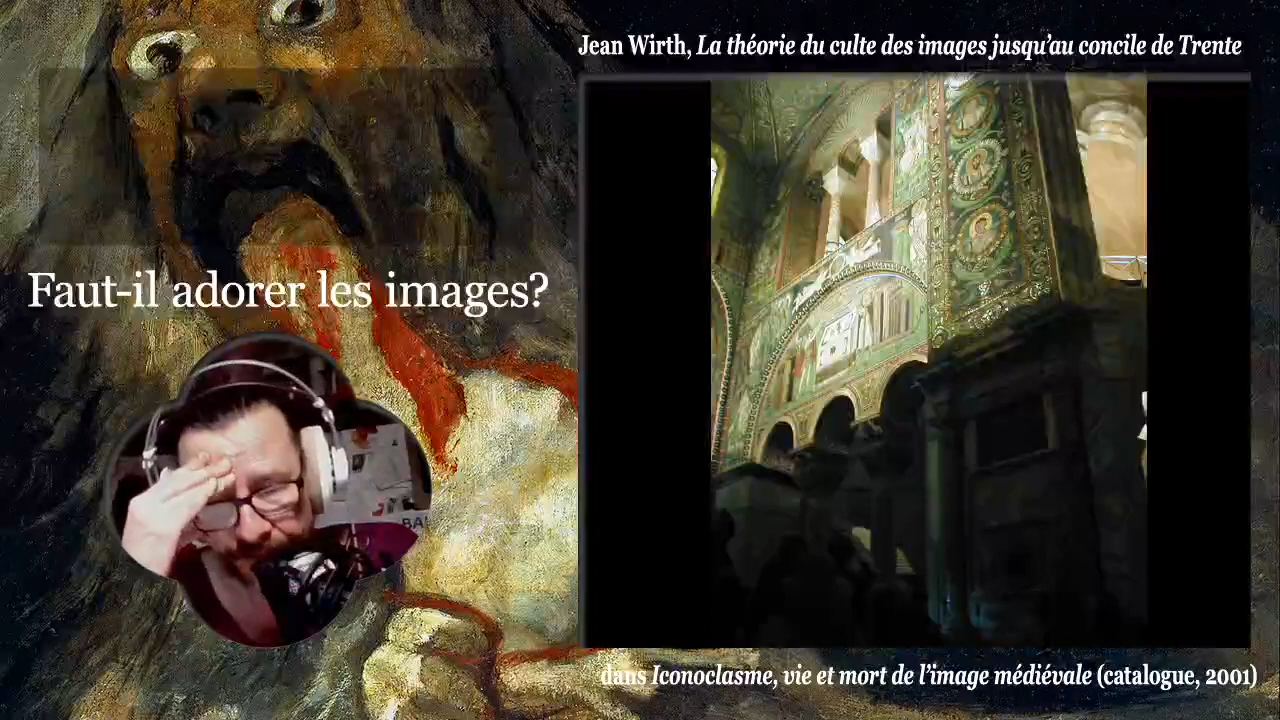 Jean Wirth, La théorie du culte des images jusqu'au concile de Trente
Faut-il adorer les images?
BAL
dans Iconoclasme, vie et mort de l'image médiévale (catalogue, 2001)